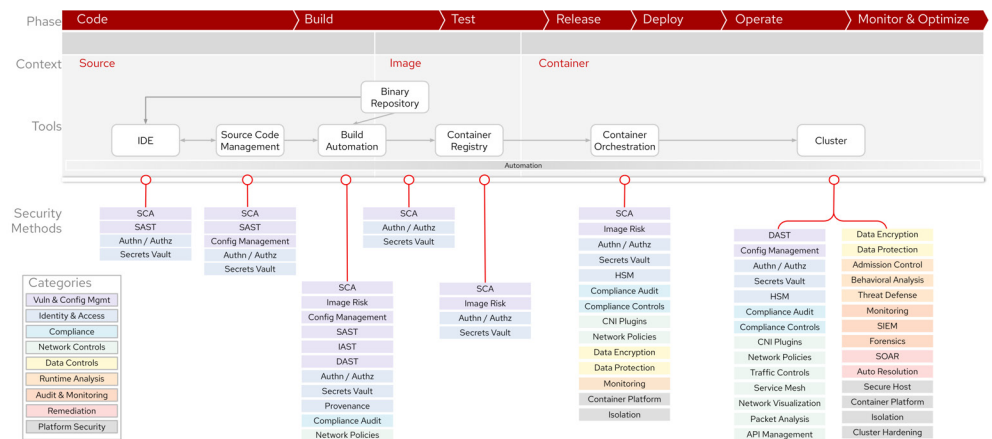 Phase
Code
Build
Test
Release
Deploy
Operate
Monitor & Optimize
Context
Source
Image
Container
Tools
Binary
Repository
IDE
Source Code
Management
Build
Automation
Container
Registry
Container
Orchestration
Cluster
Automation
Security
Methods
SCA
SAST
Authn / Authz
Secrets Vault
SCA
SAST
Config Management
Authn / Authz
Secrets Vault
SCA
Image Risk
Config Management
SAST
IAST
DAST
Authn / Authz
Secrets Vault
Provenance
Compliance Audit
Network Policies
SCA
Authn / Authz
Secrets Vault
SCA
Image Risk
Authn / Authz
Secrets Vault
SCA
Image Risk
Authn / Authz
Secrets Vault
HSM
Compliance Audit
Compliance Controls
CNI Plugins
Network Policies
Data Encryption
Data Protection
Monitoring
Container Platform
Isolation
DAST
Config Management
Authn / Authz
Secrets Vault
HSM
Compliance Audit
Compliance Controls
CNI Plugins
Network Policies
Traffic Controls
Service Mesh
Network Visualization
Packet Analysis
API Management
Data Encryption
Data Protection
Admission Control
Behavioral Analysis
Threat Defense
Monitoring
SIEM
Forensics
SOAR
Auto Resolution
Secure Host
Container Platform
Isolation
Cluster Hardening
Categories
Vuln & Config Mgmt
Identity & Access
Compliance
Network Controls
Data Controls
Runtime Analysis
Audit & Monitoring
Remediation
Platform Security